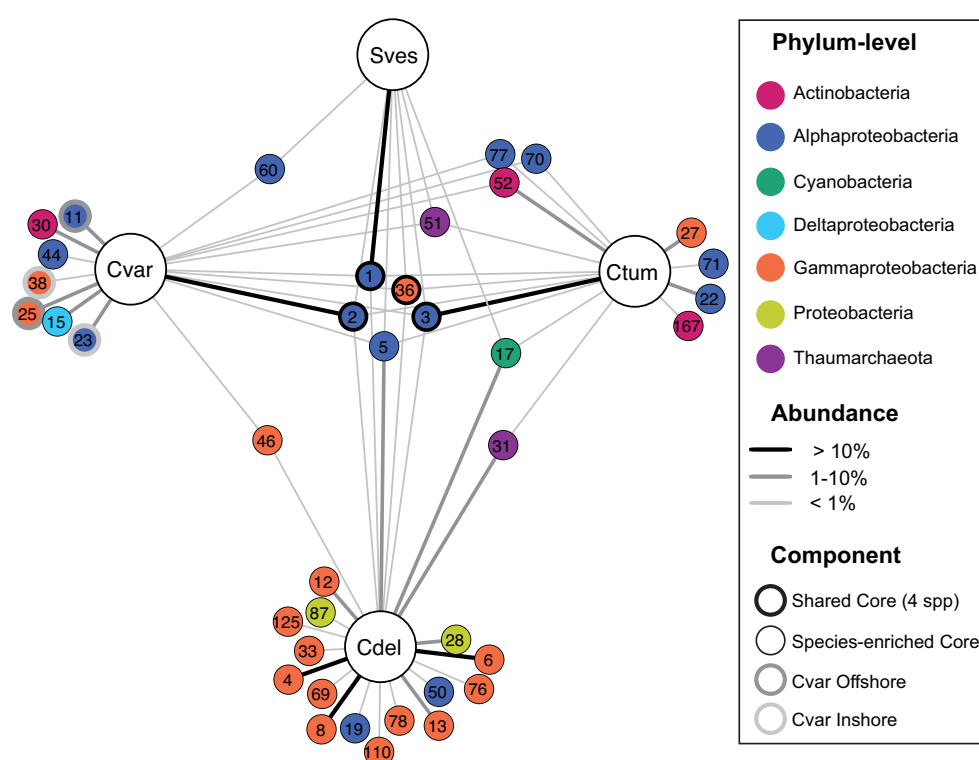 Sves
Phylum-level
Actinobacteria
Alphaproteobacteria
Cyanobacteria
Deltaproteobacteria
Gammaproteobacteria
Proteobacteria
Thaumarchaeota
Abundance
> 10%
1-10%
< 1%
Component
Shared Core (4 spp)
Species-enriched Core
Cvar Offshore
Cvar Inshore
60
77
70
52
51
30
11
44
38
25
15
23
Cvar
1
36
2
3
5
Ctum
27
71
22
167
17
46
31
12
87
125
33
4
69
8
19
110
78
13
50
76
6
28
Cdel